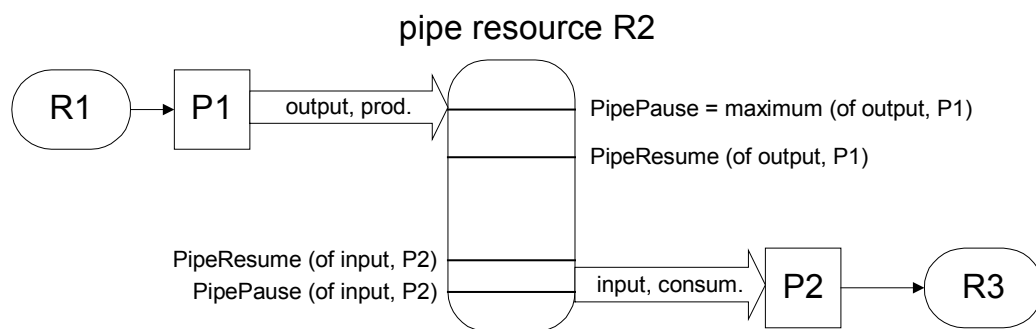 pipe resource R2
R1
P1
output, prod.
PipePause = maximum (of output, P1)
PipeResume (of output, P1)
PipeResume (of input, P2)
PipePause (of input, P2)
input, consum.
P2
R3